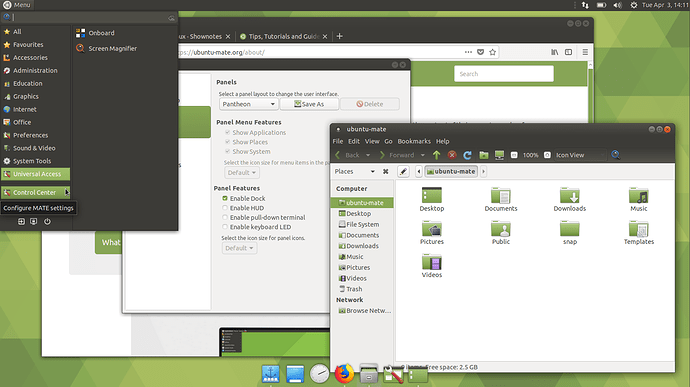 Menu
Tue Apr 3, 14:11
All
Favourites
Accessories
Administration
Education
Graphics
Internet
Office
Preferences
Sound & Video
System Tools
Universal Access
Control Center
Configure MATE settings
Onboard
Screen Magnifier
ux - Shownotes
Tips, Tutorials and Guide
ps://ubuntu-mate.org/about/
Search
What
Panels
Select a panel layout to change the user interface.
Pantheon
Save As
Delete
Panel Menu Features
Show Applications
Show Places
Show System
Select the icon size for menu items in the p
Default
Panel Features
Enable Dock
Enable HUD
Enable pull-down terminal
Enable keyboard LED
Select the icon size for panel icons.
Default
ubuntu-mate
File Edit View Go Bookmarks Help
Back Forward 100% Icon View
Places ubuntu-mate
Computer
ubuntu-mate
Desktop
File System
Documents
Downloads
Music
Pictures
Videos
Trash
Network
Browse Netw...
Desktop Documents Downloads Music
Pictures Public snap Templates
Videos
9 items, Free space: 2.5 GB